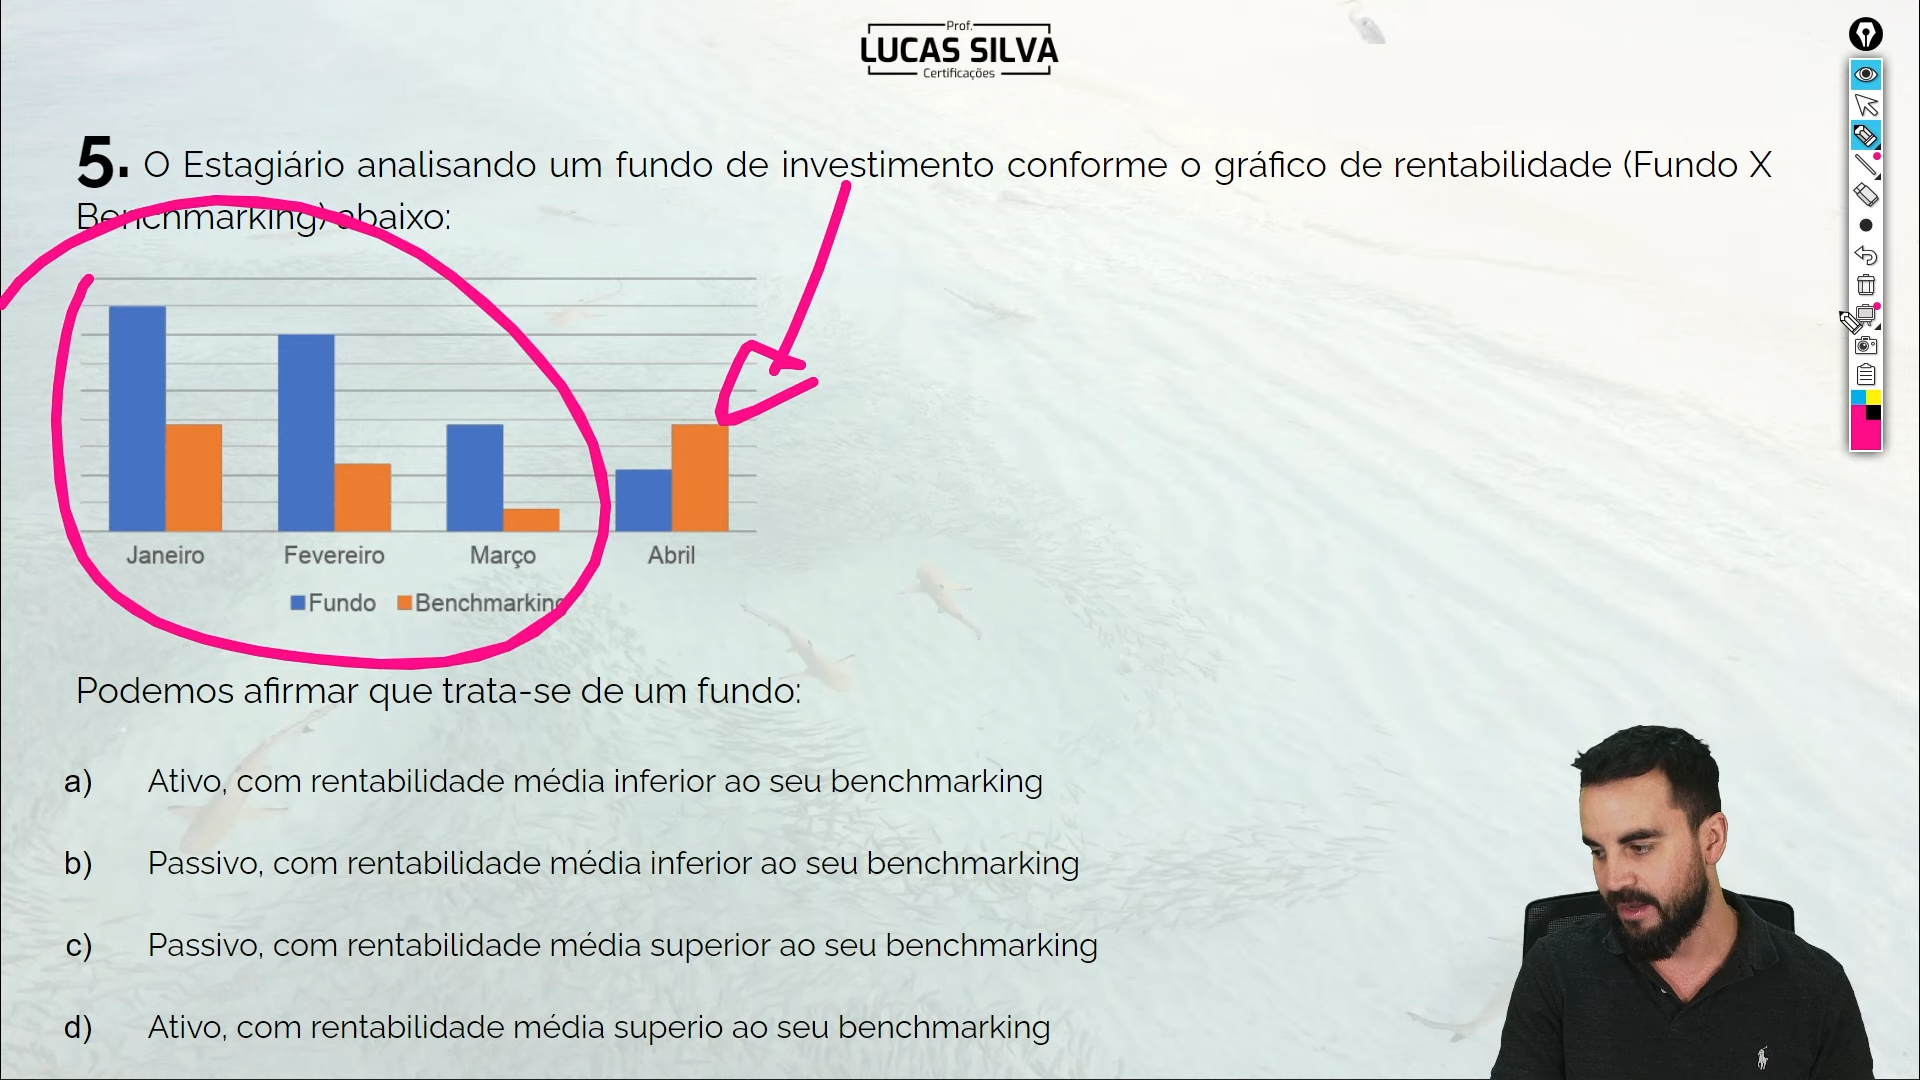 Prof.
LUCAS SILVA
Certificações
5. O Estagiário analisando um fundo de investimento conforme o gráfico de rentabilidade (Fundo X
Benchmarking) abaixo:
Janeiro Fevereiro Março Abril
Fundo Benchmarking
Podemos afirmar que trata-se de um fundo:
a) Ativo, com rentabilidade média inferior ao seu benchmarking
b) Passivo, com rentabilidade média inferior ao seu benchmarking
c) Passivo, com rentabilidade média superior ao seu benchmarking
d) Ativo, com rentabilidade média superio ao seu benchmarking